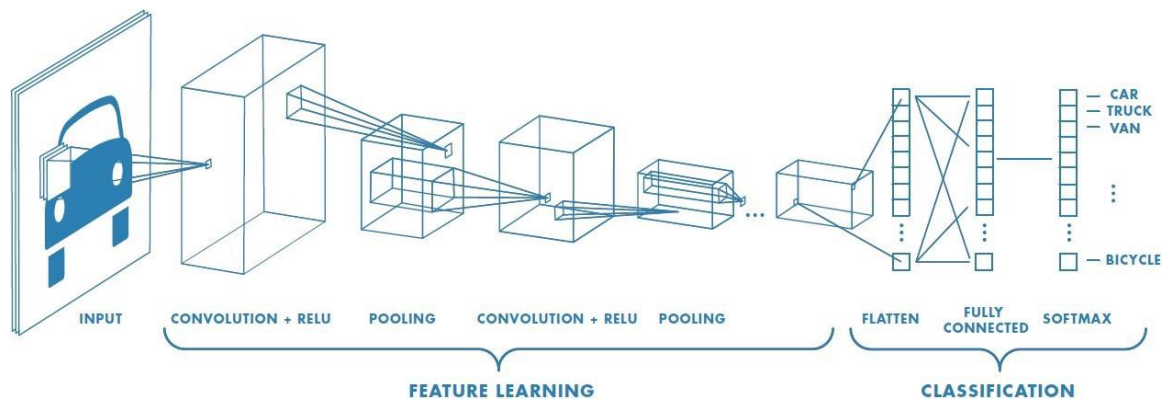 CAR
TRUCK
VAN
BICYCLE
INPUT
CONVOLUTION + RELU
POOLING
CONVOLUTION + RELU
POOLING
FLATTEN
FULLY
CONNECTED
SOFTMAX
FEATURE LEARNING
CLASSIFICATION